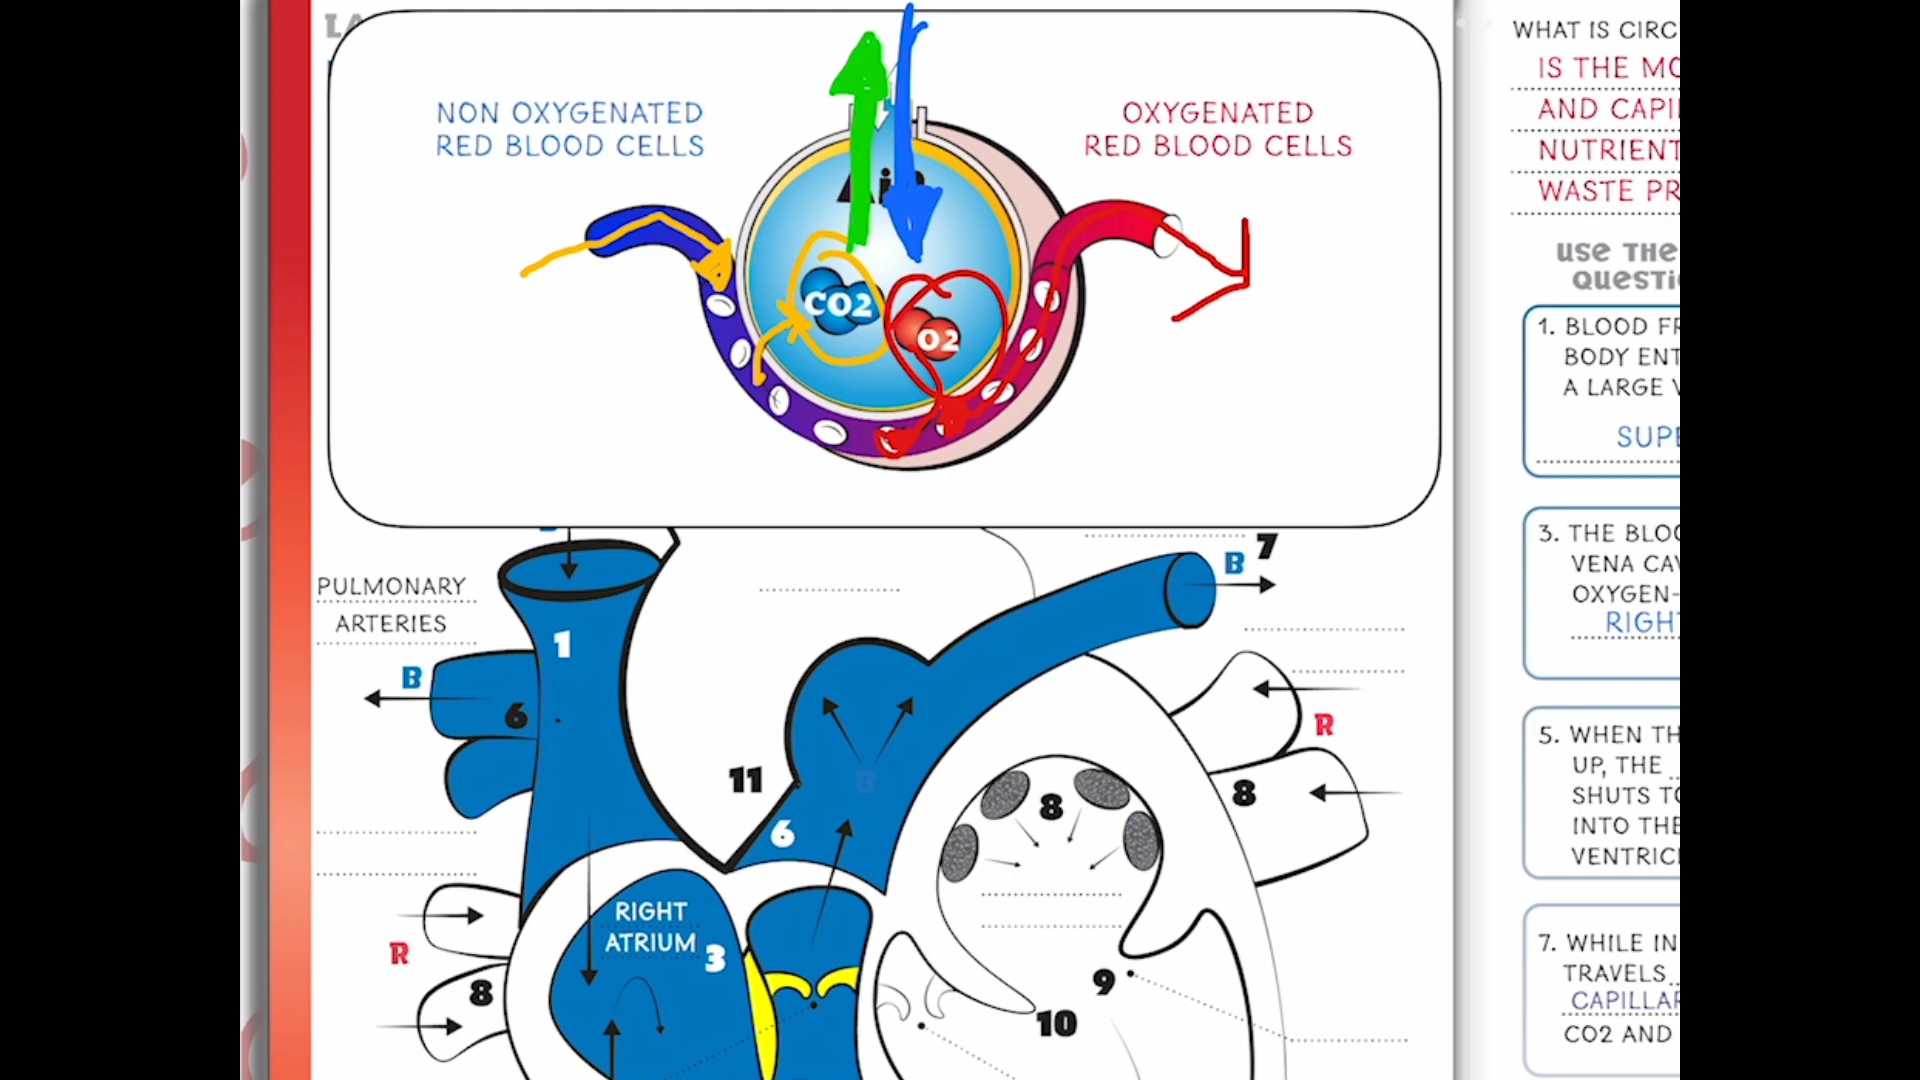 NON OXYGENATED
RED BLOOD CELLS
OXYGENATED
RED BLOOD CELLS
CO2
O2
PULMONARY
ARTERIES
B
6
1
11
6
B
B
7
8
R
8
RIGHT
ATRIUM
3
R
8
9
10
WHAT IS CIRC
IS THE MO
AND CAPI
NUTRIENT
WASTE PR
USE THE
QUESTI
1. BLOOD FR
BODY ENT
A LARGE V
SUPE
3. THE BLOO
VENA CAV
OXYGEN-
RIGHT
5. WHEN TH
UP, THE
SHUTS TO
INTO THE
VENTRICL
7. WHILE IN
TRAVELS
CAPILLAR
CO2 AND